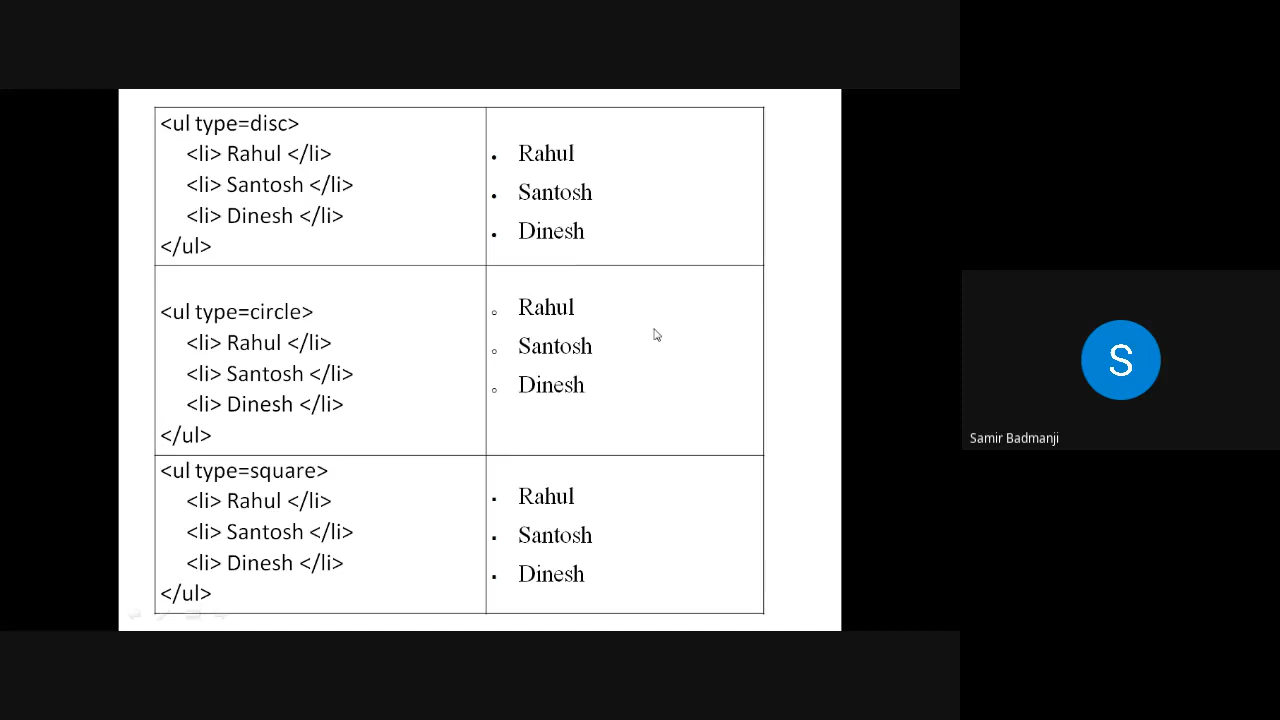 <ul type=disc>
<li> Rahul </li>
<li> Santosh </li>
<li> Dinesh </li>
</ul>
• Rahul
• Santosh
• Dinesh
<ul type=circle>
<li> Rahul </li>
<li> Santosh </li>
<li> Dinesh </li>
</ul>
○ Rahul
○ Santosh
○ Dinesh
<ul type=square>
<li> Rahul </li>
<li> Santosh </li>
<li> Dinesh </li>
</ul>
▪ Rahul
▪ Santosh
▪ Dinesh
S
Samir Badmanji